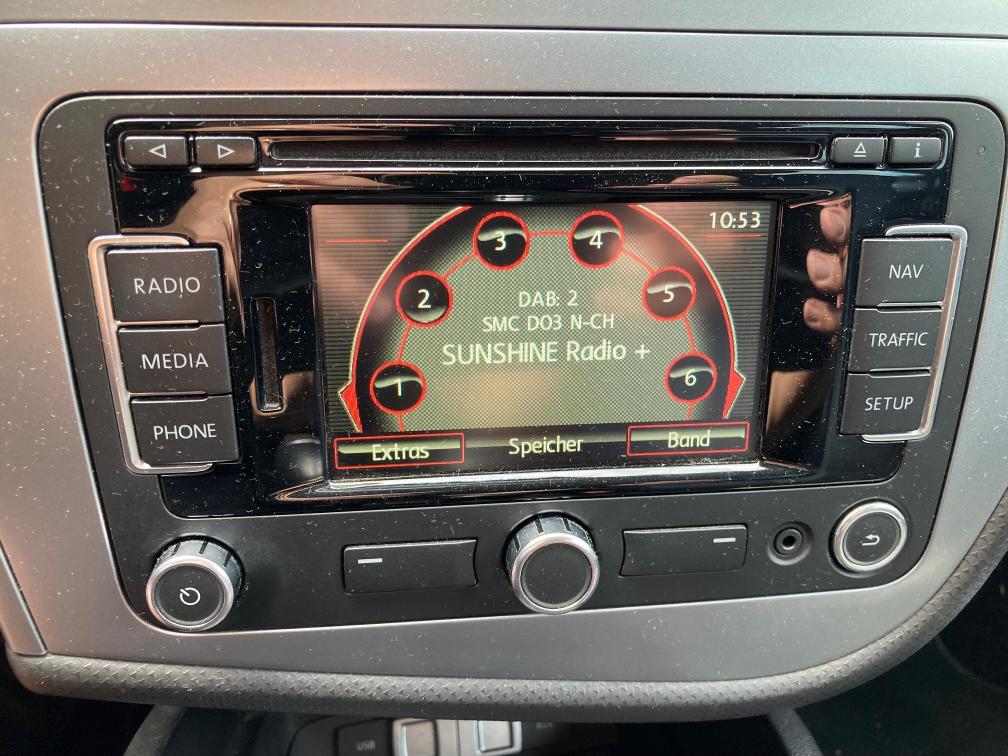 i
3 4 10:53
RADIO NAV
2 DAB: 2 5
SMC D03 N-CH
MEDIA SUNSHINE Radio + TRAFFIC
1 6
PHONE SETUP
Extras Speicher Band
USB